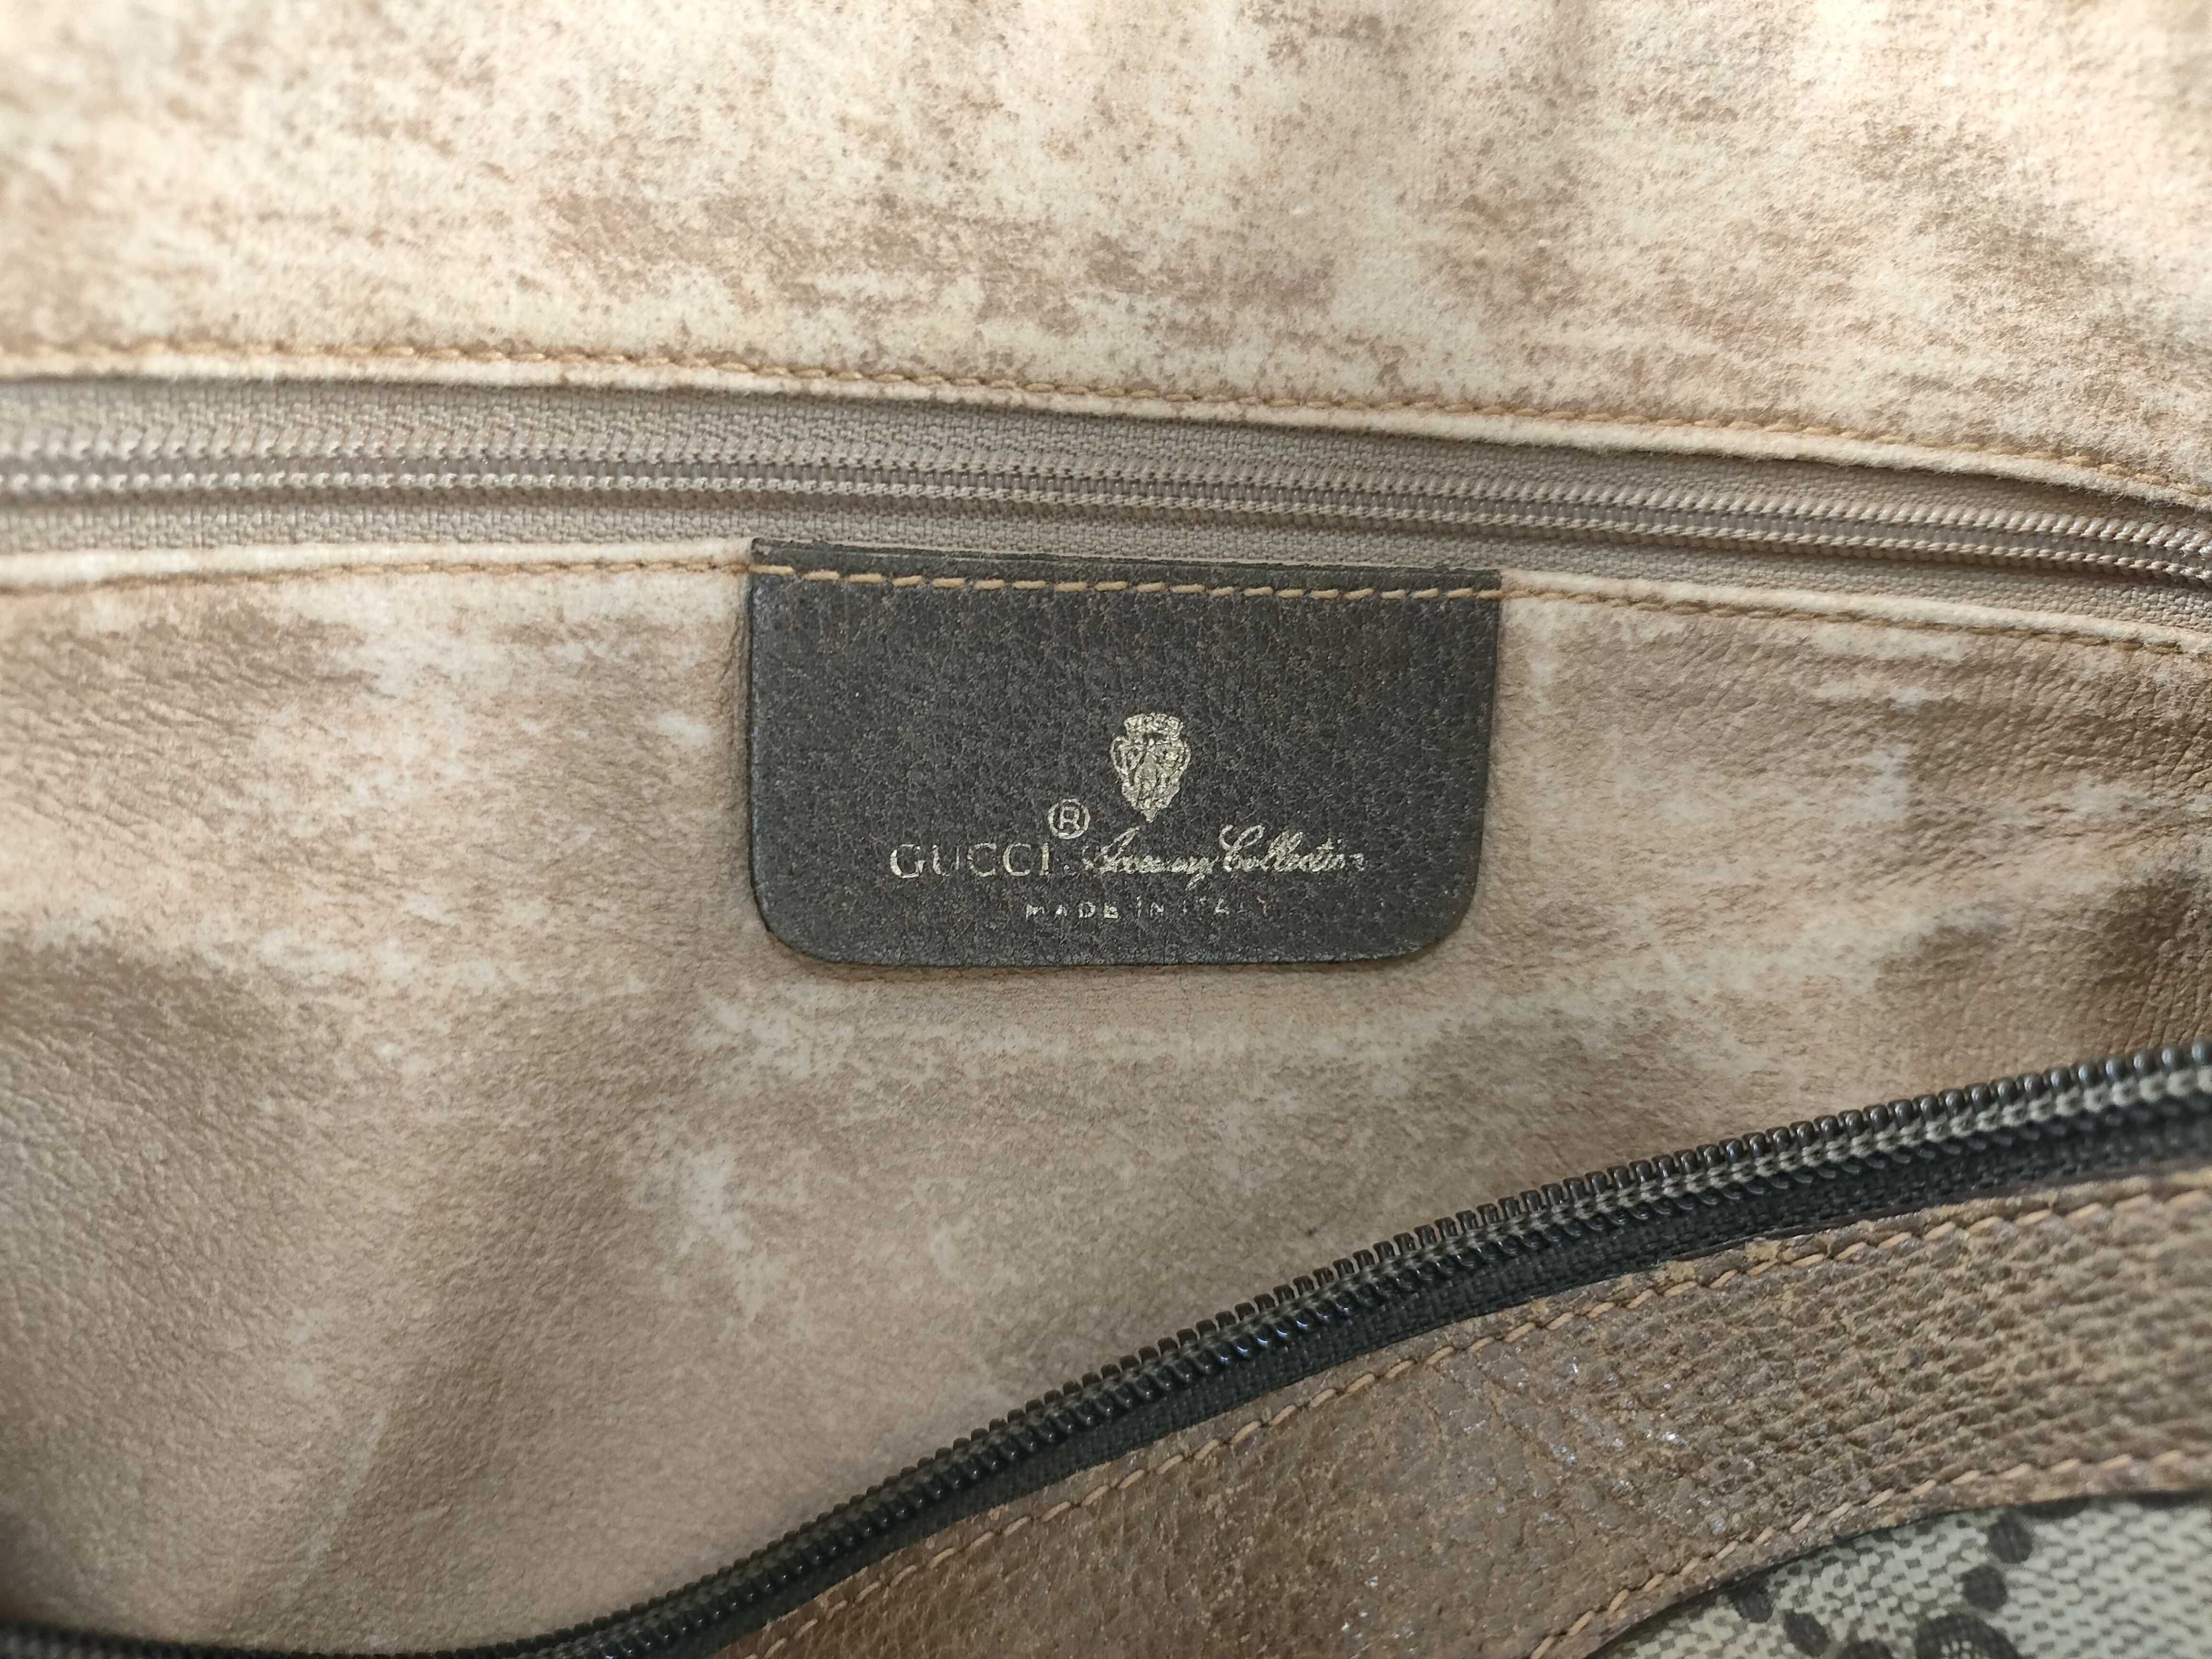 GUCCI ® Accessory Collection
MADE IN ITALY